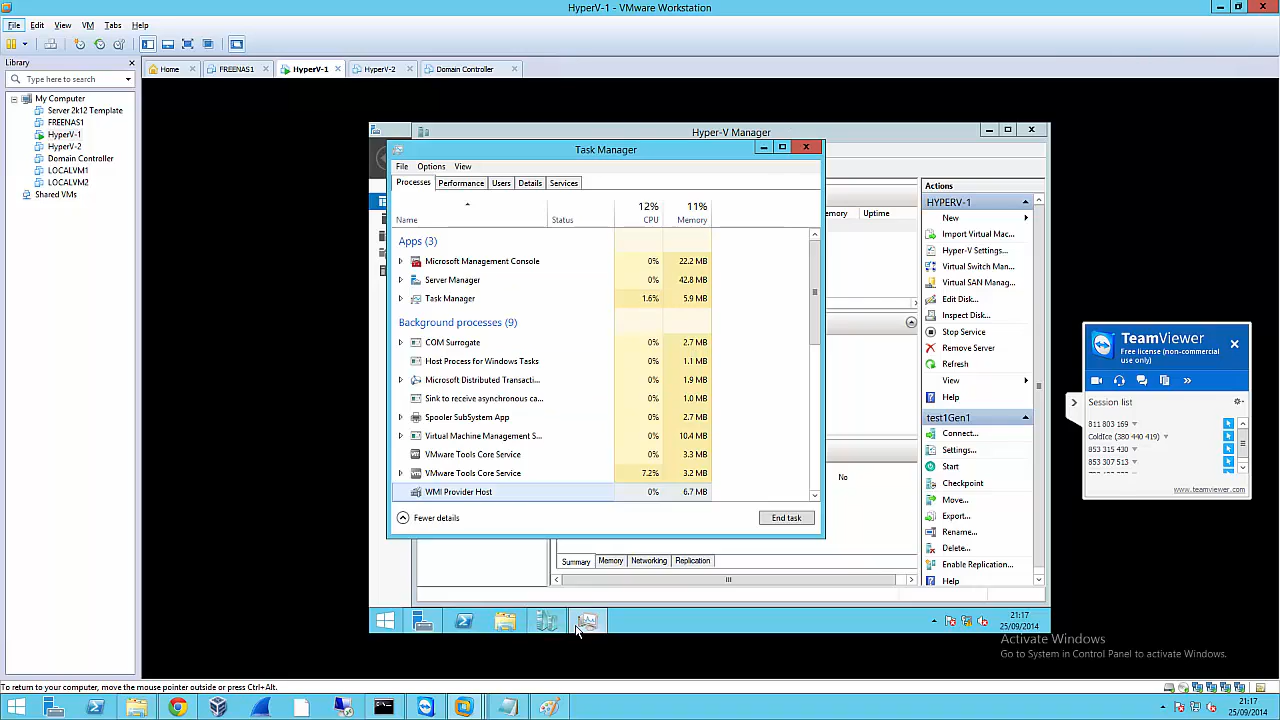 HyperV-1 - VMware Workstation
File Edit View VM Tabs Help
Library
Type here to search
My Computer
Server 2k12 Template
FREENAS1
HyperV-1
HyperV-2
Domain Controller
LOCALVM1
LOCALVM2
Shared VMs
Home FREENAS1 HyperV-1 HyperV-2 Domain Controller
Hyper-V Manager
Task Manager
File Options View
Processes Performance Users Details Services
12% 11%
Name Status CPU Memory
Apps (3)
Microsoft Management Console 0% 22.2 MB
Server Manager 0% 42.8 MB
Task Manager 1.6% 5.9 MB
Background processes (9)
COM Surrogate 0% 2.7 MB
Host Process for Windows Tasks 0% 1.1 MB
Microsoft Distributed Transacti... 0% 1.9 MB
Sink to receive asynchronous ca... 0% 1.0 MB
Spooler SubSystem App 0% 2.7 MB
Virtual Machine Management S... 0% 10.4 MB
VMware Tools Core Service 0% 3.3 MB
VMware Tools Core Service 7.2% 3.2 MB
WMI Provider Host 0% 6.7 MB
Fewer details End task
emory Uptime
No
Summary Memory Networking Replication
Actions
HYPERV-1
New
Import Virtual Mac...
Hyper-V Settings...
Virtual Switch Man...
Virtual SAN Manag...
Edit Disk...
Inspect Disk...
Stop Service
Remove Server
Refresh
View
Help
test1Gen1
Connect...
Settings...
Start
Checkpoint
Move...
Export...
Rename...
Delete...
Enable Replication...
Help
21:17
25/09/2014
TeamViewer
Free license (non-commercial
use only)
Session list
811 803 169
ColdIce (380 440 419)
853 315 430
853 307 513
www.teamviewer.com
Activate Windows
Go to System in Control Panel to activate Windows.
To return to your computer, move the mouse pointer outside or press Ctrl+Alt.
21:17
25/09/2014